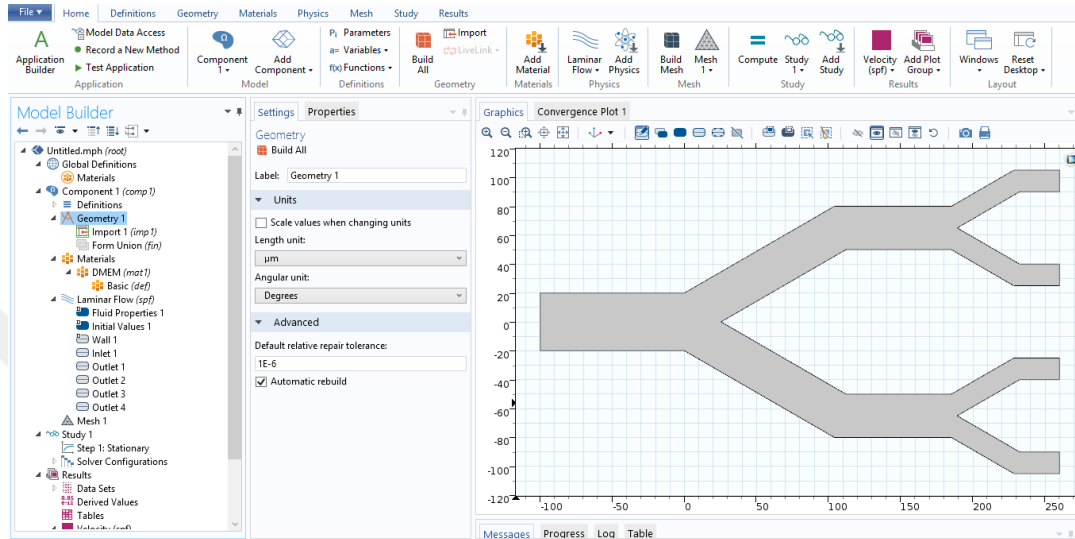 File Home Definitions Geometry Materials Physics Mesh Study Results
Application Builder
Model Data Access
Record a New Method
Test Application
Application
Component 1
Add Component
Model
Pi Parameters
a= Variables
f(x) Functions
Definitions
Build All
Import
LiveLink
Geometry
Add Material
Materials
Laminar Flow
Add Physics
Physics
Build Mesh
Mesh 1
Mesh
Compute
Study 1
Add Study
Study
Velocity (spf)
Add Plot Group
Results
Windows
Reset Desktop
Layout
Model Builder
Untitled.mph (root)
Global Definitions
Materials
Component 1 (comp1)
Definitions
Geometry 1
Import 1 (imp1)
Form Union (fin)
Materials
DMEM (mat1)
Basic (def)
Laminar Flow (spf)
Fluid Properties 1
Initial Values 1
Wall 1
Inlet 1
Outlet 1
Outlet 2
Outlet 3
Outlet 4
Mesh 1
Study 1
Step 1: Stationary
Solver Configurations
Results
Data Sets
8.85 e-12 Derived Values
Tables
Velocity (spf)
Settings Properties
Geometry
Build All
Label: Geometry 1
Units
Scale values when changing units
Length unit:
µm
Angular unit:
Degrees
Advanced
Default relative repair tolerance:
1E-6
Automatic rebuild
Graphics Convergence Plot 1
120
100
80
60
40
20
0
-20
-40
-60
-80
-100
-120
-100 -50 0 50 100 150 200 250
Messages Progress Log Table